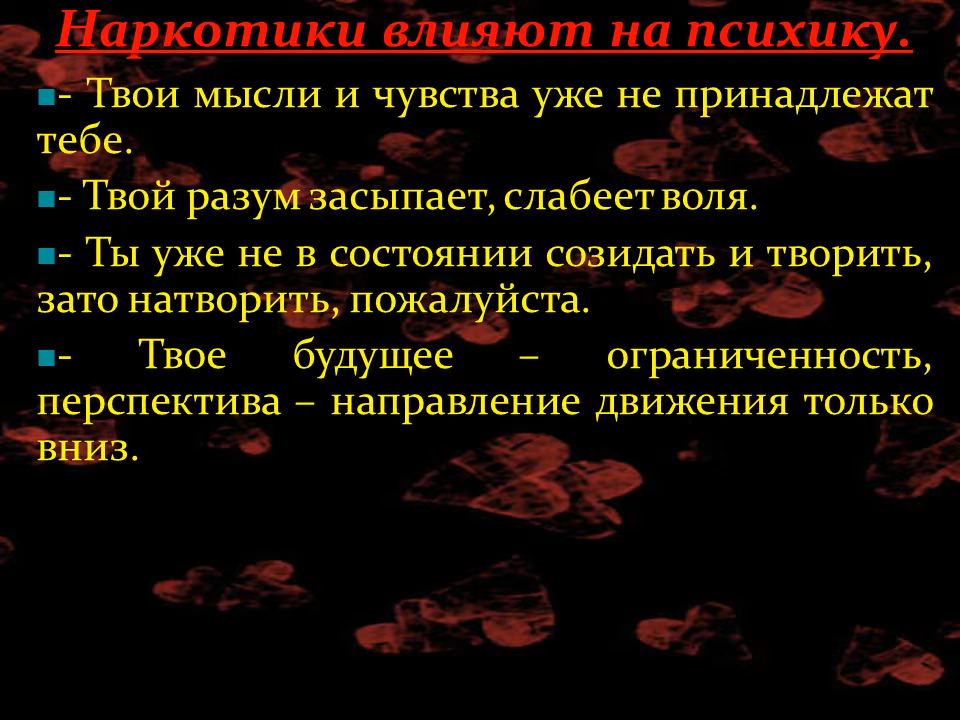 Наркотики влияют на психику.
- Твои мысли и чувства уже не принадлежат
тебе.
- Твой разум засыпает, слабеет воля.
- Ты уже не в состоянии созидать и творить,
зато натворить, пожалуйста.
- Твое будущее – ограниченность,
перспектива – направление движения только
вниз.